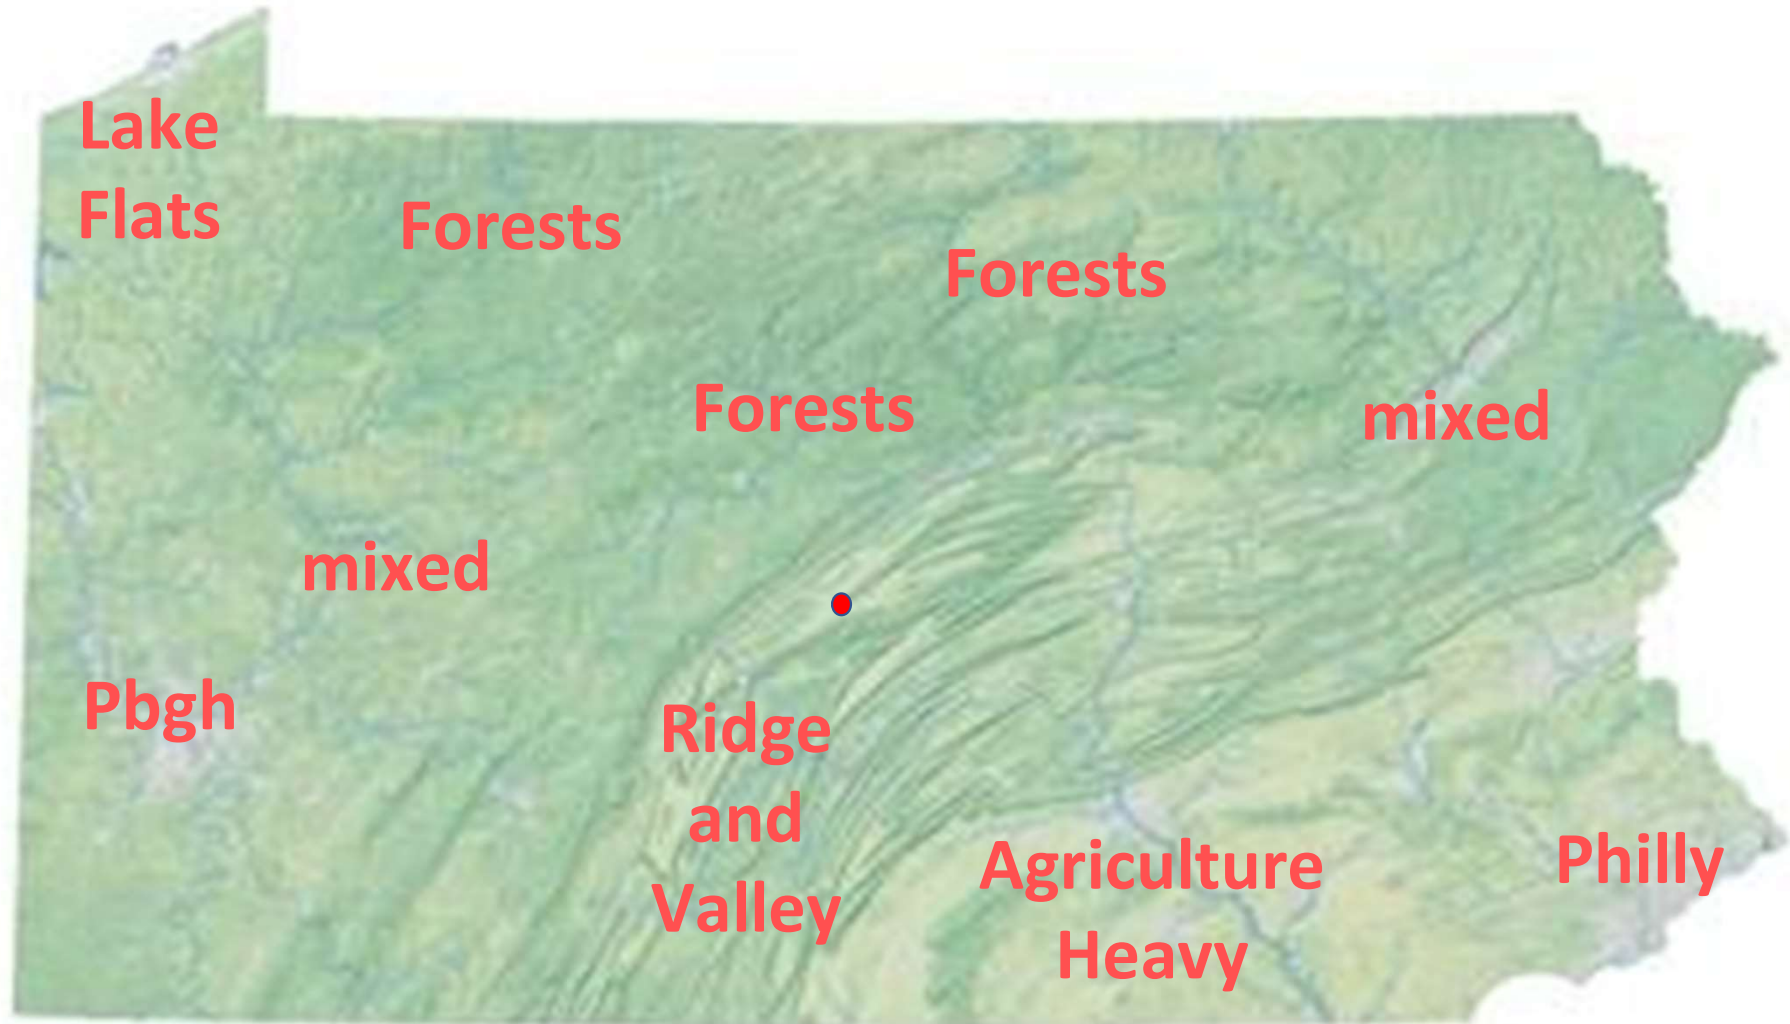 Lake
Flats
Forests
Forests
Forests
mixed
mixed
Pbgh
Ridge
and
Valley
Agriculture
Heavy
Philly